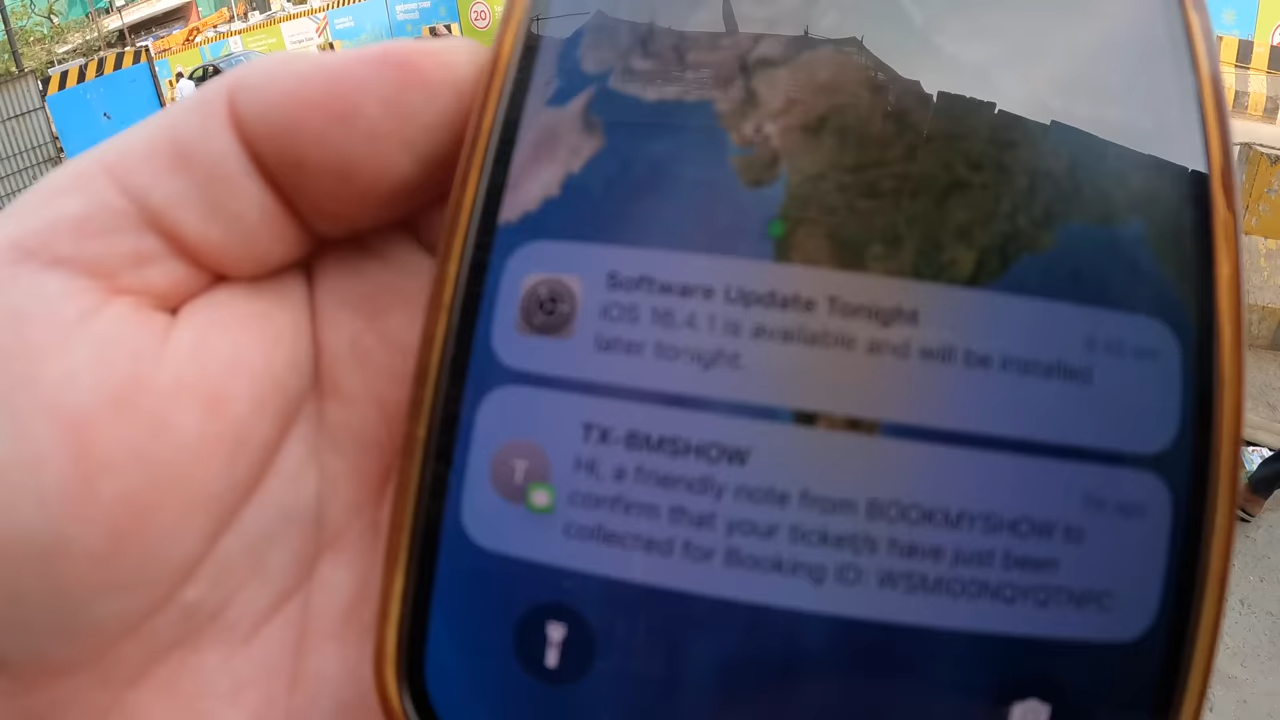 20
Software Update Tonight
iOS 16.4.1 is available and will be installed
later tonight.
TX-BMSHOW
T
Hi, a friendly note from BOOKMYSHOW to
confirm that your ticket/s have just been
collected for Booking ID: